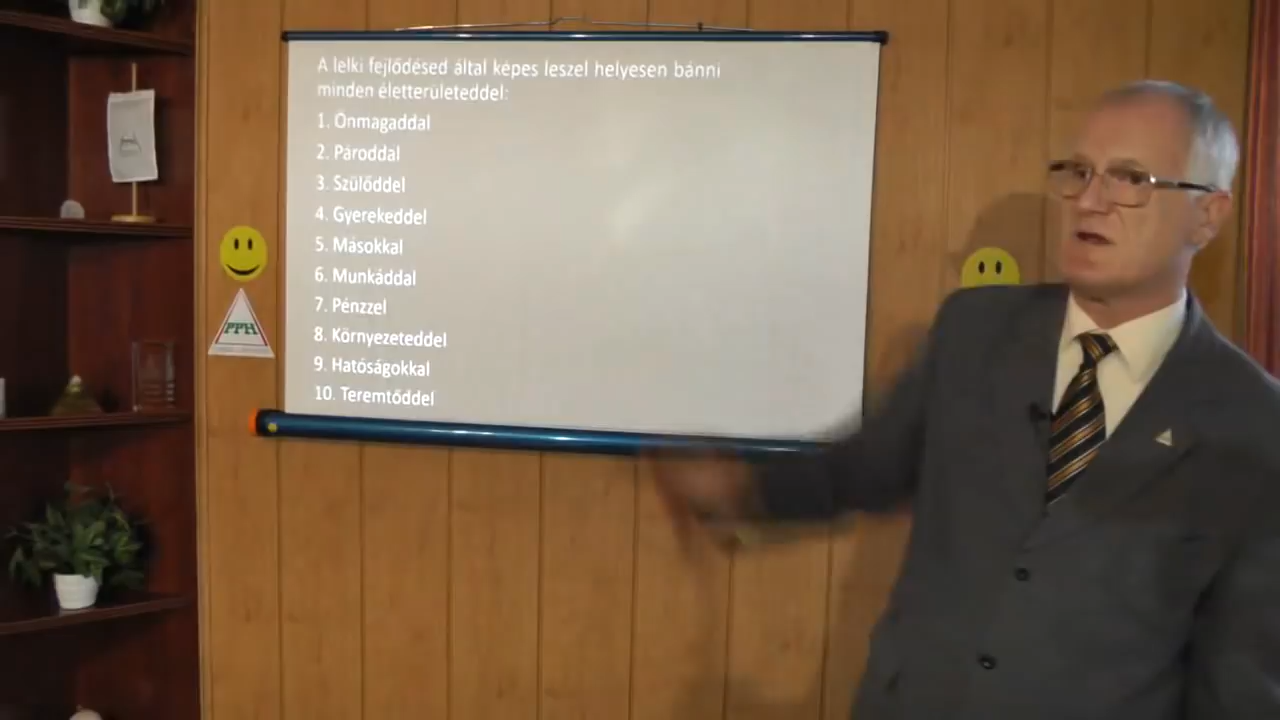 A lelki fejlődésed által képes leszel helyesen bánni
minden életterületeddel:
1. Önmagaddal
2. Pároddal
3. Szülőddel
4. Gyerekeddel
5. Másokkal
6. Munkáddal
7. Pénzzel
8. Környezeteddel
9. Hatóságokkal
10. Teremtőddel
PPH